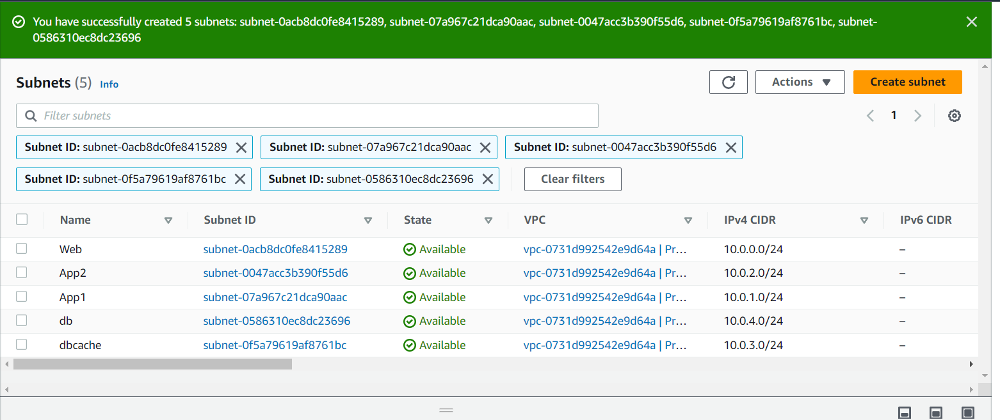 You have successfully created 5 subnets: subnet-0acb8dc0fe8415289, subnet-07a967c21dca90aac, subnet-0047acc3b390f55d6, subnet-0f5a79619af8761bc, subnet-
0586310ec8dc23696
Subnets (5) Info
Actions
Create subnet
Filter subnets
1
Subnet ID: subnet-0acb8dc0fe8415289 Subnet ID: subnet-07a967c21dca90aac Subnet ID: subnet-0047acc3b390f55d6
Subnet ID: subnet-0f5a79619af8761bc Subnet ID: subnet-0586310ec8dc23696 Clear filters
Name Subnet ID State VPC IPv4 CIDR IPv6 CIDR
Web subnet-0acb8dc0fe8415289 Available vpc-0731d992542e9d64a | Pr... 10.0.0.0/24 –
App2 subnet-0047acc3b390f55d6 Available vpc-0731d992542e9d64a | Pr... 10.0.2.0/24 –
App1 subnet-07a967c21dca90aac Available vpc-0731d992542e9d64a | Pr... 10.0.1.0/24 –
db subnet-0586310ec8dc23696 Available vpc-0731d992542e9d64a | Pr... 10.0.4.0/24 –
dbcache subnet-0f5a79619af8761bc Available vpc-0731d992542e9d64a | Pr... 10.0.3.0/24 –